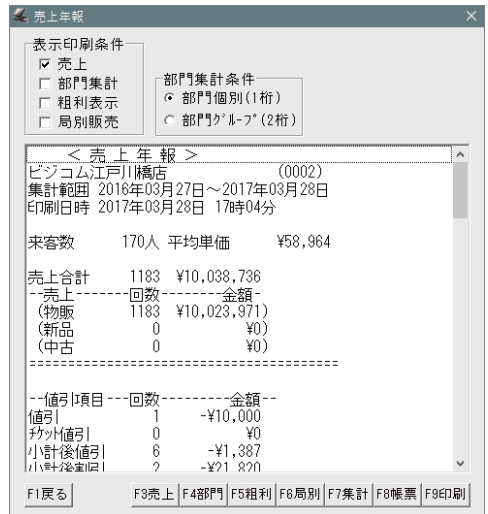 売上年報
表示印刷条件
売上
部門集計
粗利表示
局別販売
部門集計条件
部門個別(1桁)
部門ｸﾞﾙｰﾌﾟ(2桁)
＜ 売 上 年 報 ＞
ビジコム江戸川橋店 (0002)
集計範囲 2016年03月27日～2017年03月28日
印刷日時 2017年03月28日 17時04分
来客数 170人 平均単価 ¥58,964
売上合計 1183 ¥10,038,736
--売上-------回数--------金額-
(物販 1183 ¥10,023,971)
(新品 0 ¥0)
(中古 0 ¥0)
========================================
--値引項目---回数---------金額--
値引 1 -¥10,000
ﾁｹｯﾄ値引 0 ¥0
小計後値引 6 -¥1,387
小計後割引 2 -¥21,820
F1戻る
F3売上 F4部門 F5粗利 F6局別 F7集計 F8帳票 F9印刷